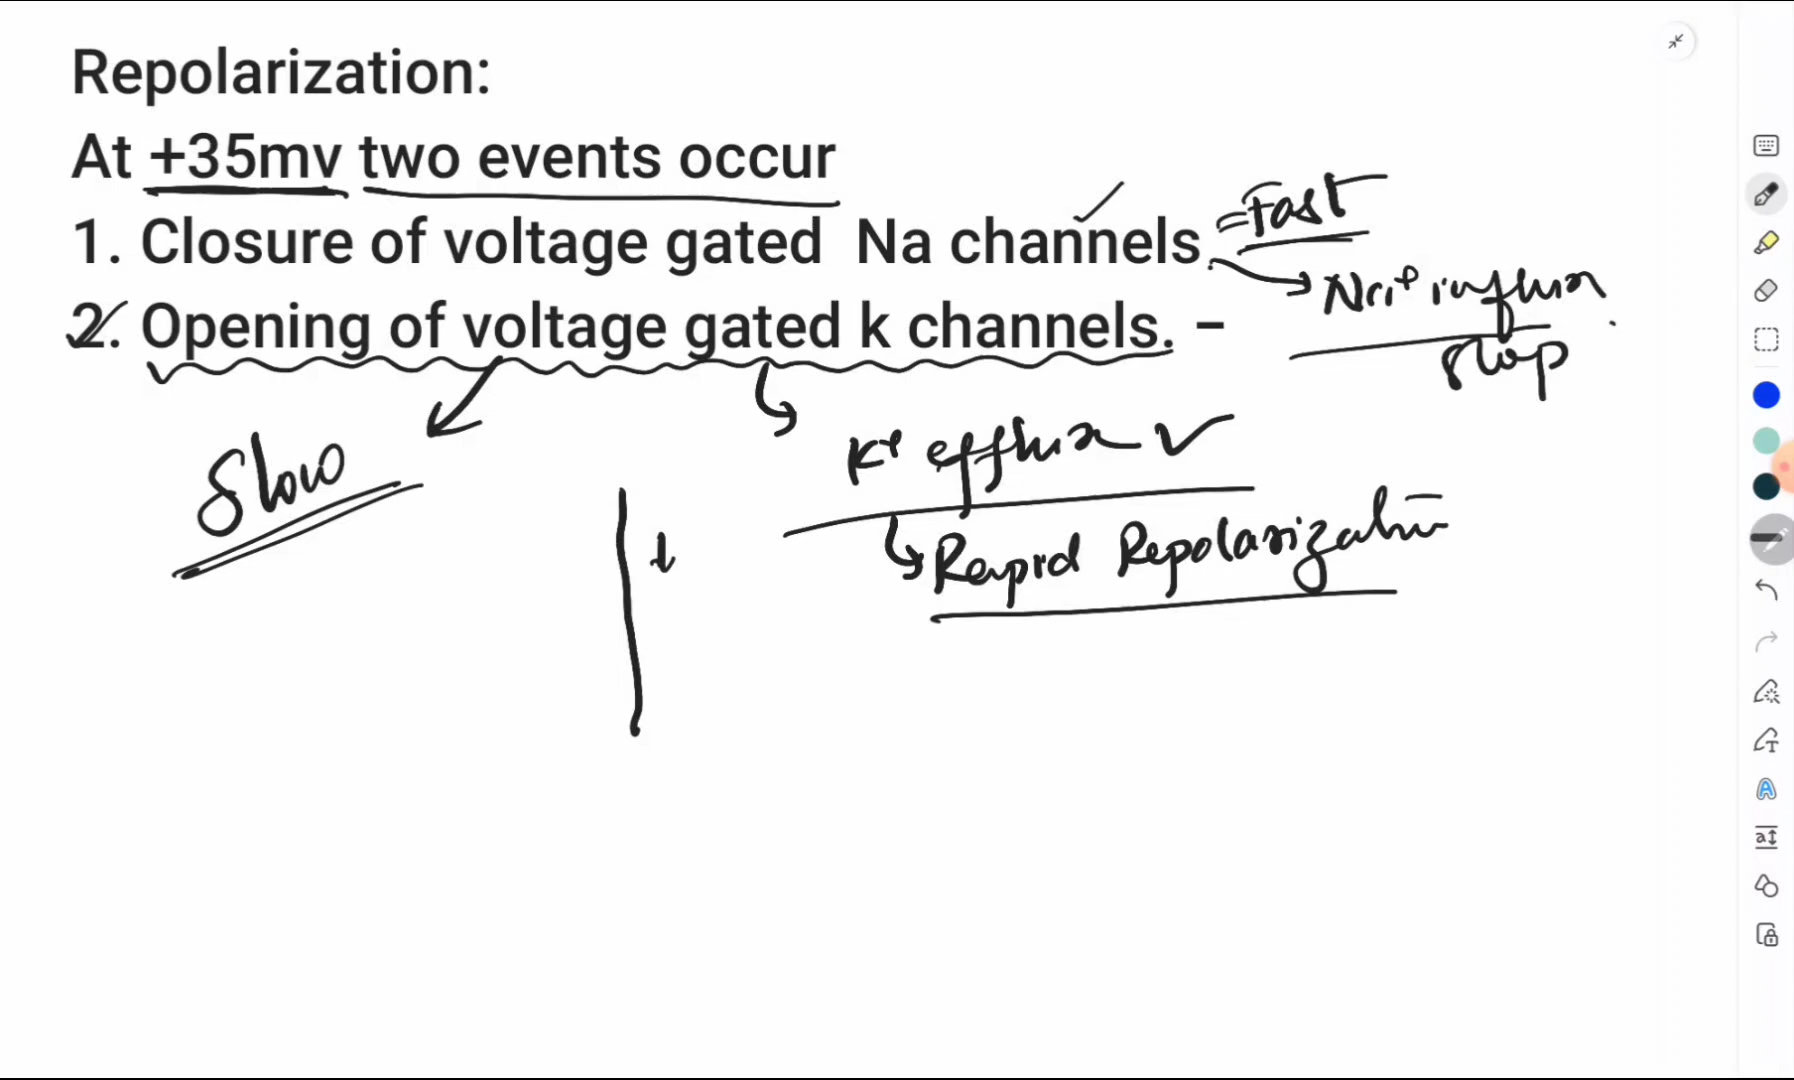 Repolarization:
At +35mv two events occur
1. Closure of voltage gated Na channels. = Fast
Na+ influx
stop
2. Opening of voltage gated k channels. -
Slow
K+ efflux
Rapid Repolarization